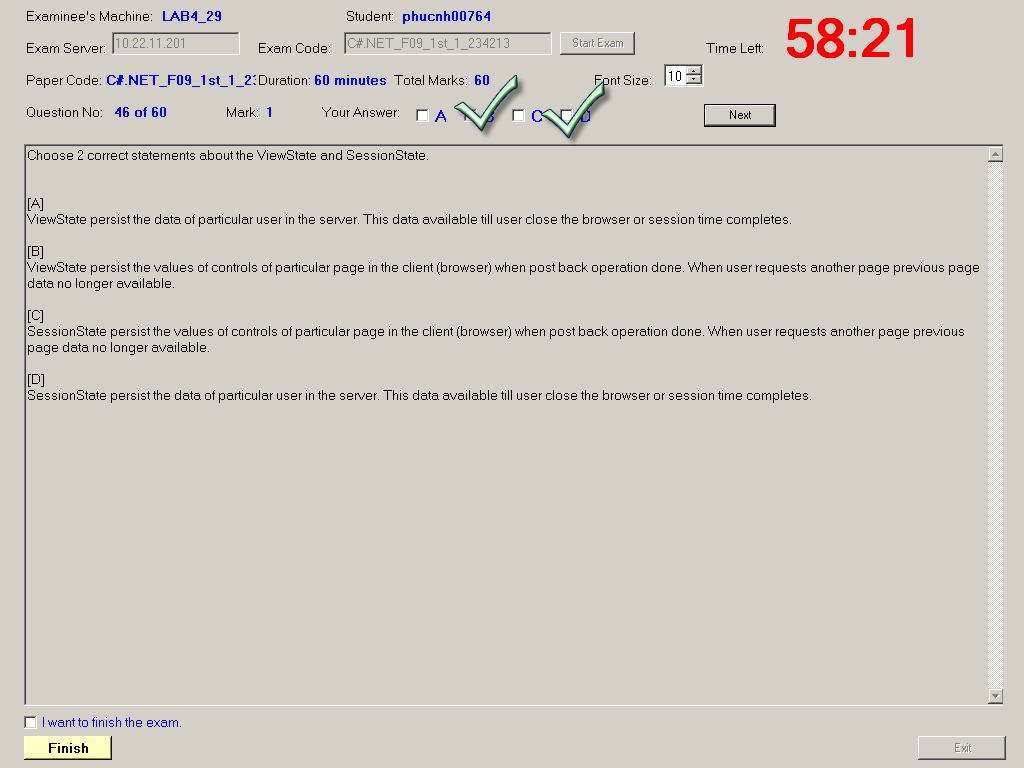 Examinee's Machine: LAB4_29 Student: phucnh00764
Exam Server: 10.22.11.201 Exam Code: C#.NET_F09_1st_1_234213 Start Exam Time Left: 58:21
Paper Code: C#.NET_F09_1st_1_23 Duration: 60 minutes Total Marks: 60 Font Size: 10
Question No: 46 of 60 Mark: 1 Your Answer: A B C D Next
Choose 2 correct statements about the ViewState and SessionState.
[A]
ViewState persist the data of particular user in the server. This data available till user close the browser or session time completes.
[B]
ViewState persist the values of controls of particular page in the client (browser) when post back operation done. When user requests another page previous page
data no longer available.
[C]
SessionState persist the values of controls of particular page in the client (browser) when post back operation done. When user requests another page previous
page data no longer available.
[D]
SessionState persist the data of particular user in the server. This data available till user close the browser or session time completes.
I want to finish the exam.
Finish Exit